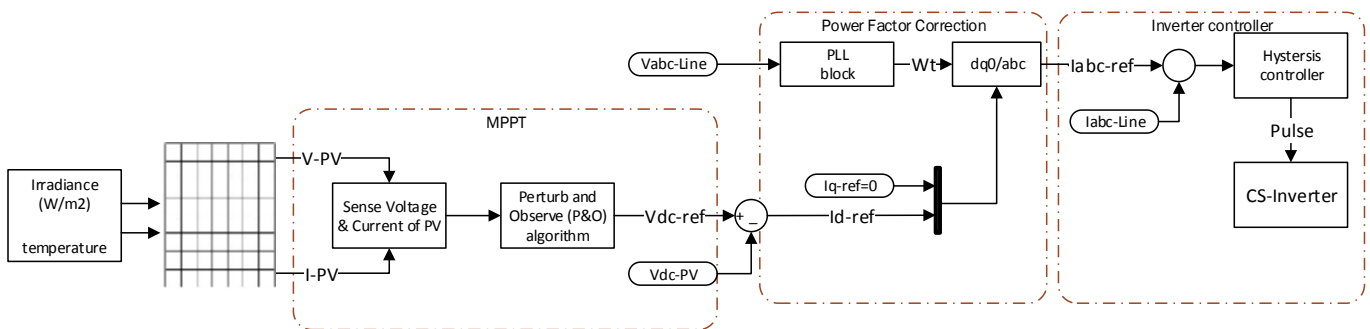 Power Factor Correction
Inverter controller
Vabc-Line
PLL
block
Wt
dq0/abc
Iabc-ref
Hystersis
controller
Iabc-Line
Pulse
CS-Inverter
MPPT
V-PV
Irradiance
(W/m2)
temperature
Sense Voltage
& Current of PV
Perturb and
Observe (P&O)
algorithm
Vdc-ref
+
−
Iq-ref=0
Id-ref
I-PV
Vdc-PV